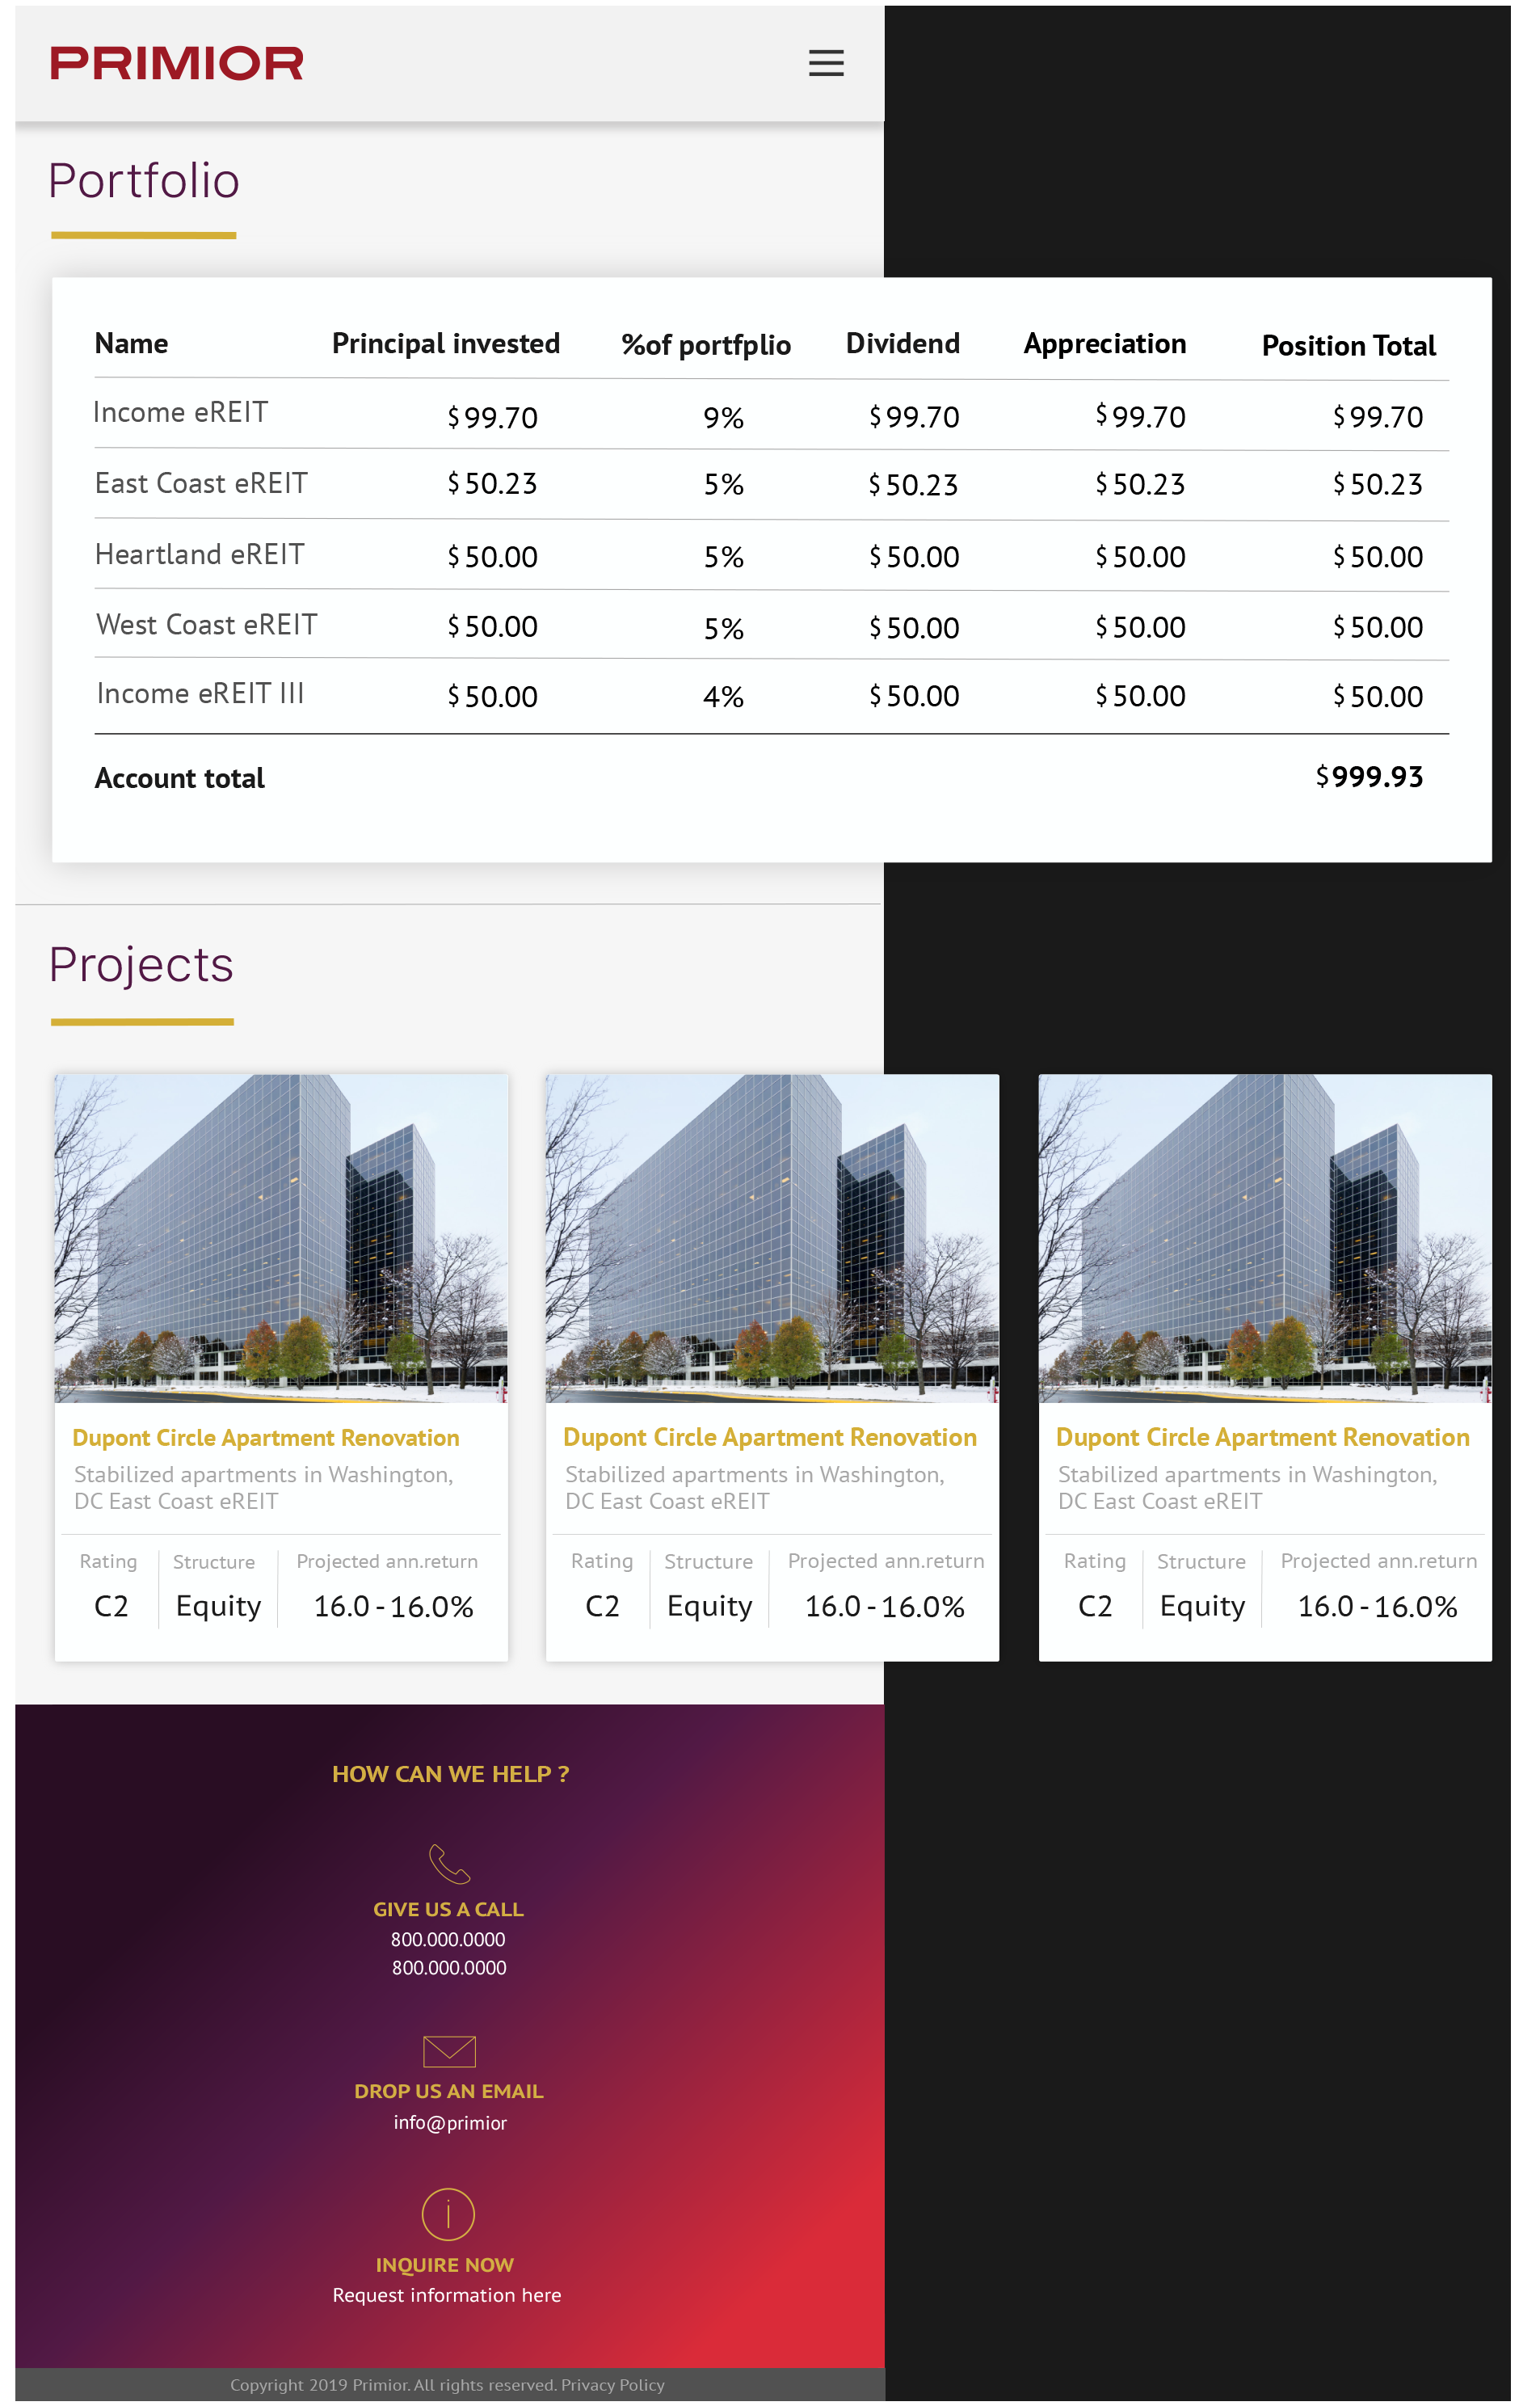 PRIMIOR
Portfolio
Name Principal invested %of portfplio Dividend Appreciation Position Total
Income eREIT $99.70 9% $99.70 $99.70 $99.70
East Coast eREIT $50.23 5% $50.23 $50.23 $50.23
Heartland eREIT $50.00 5% $50.00 $50.00 $50.00
West Coast eREIT $50.00 5% $50.00 $50.00 $50.00
Income eREIT III $50.00 4% $50.00 $50.00 $50.00
Account total $999.93
Projects
Dupont Circle Apartment Renovation
Stabilized apartments in Washington,
DC East Coast eREIT
Rating Structure Projected ann.return
C2 Equity 16.0 - 16.0%
Dupont Circle Apartment Renovation
Stabilized apartments in Washington,
DC East Coast eREIT
Rating Structure Projected ann.return
C2 Equity 16.0 - 16.0%
Dupont Circle Apartment Renovation
Stabilized apartments in Washington,
DC East Coast eREIT
Rating Structure Projected ann.return
C2 Equity 16.0 - 16.0%
HOW CAN WE HELP ?
GIVE US A CALL
800.000.0000
800.000.0000
DROP US AN EMAIL
info@primior
INQUIRE NOW
Request information here
Copyright 2019 Primior. All rights reserved. Privacy Policy